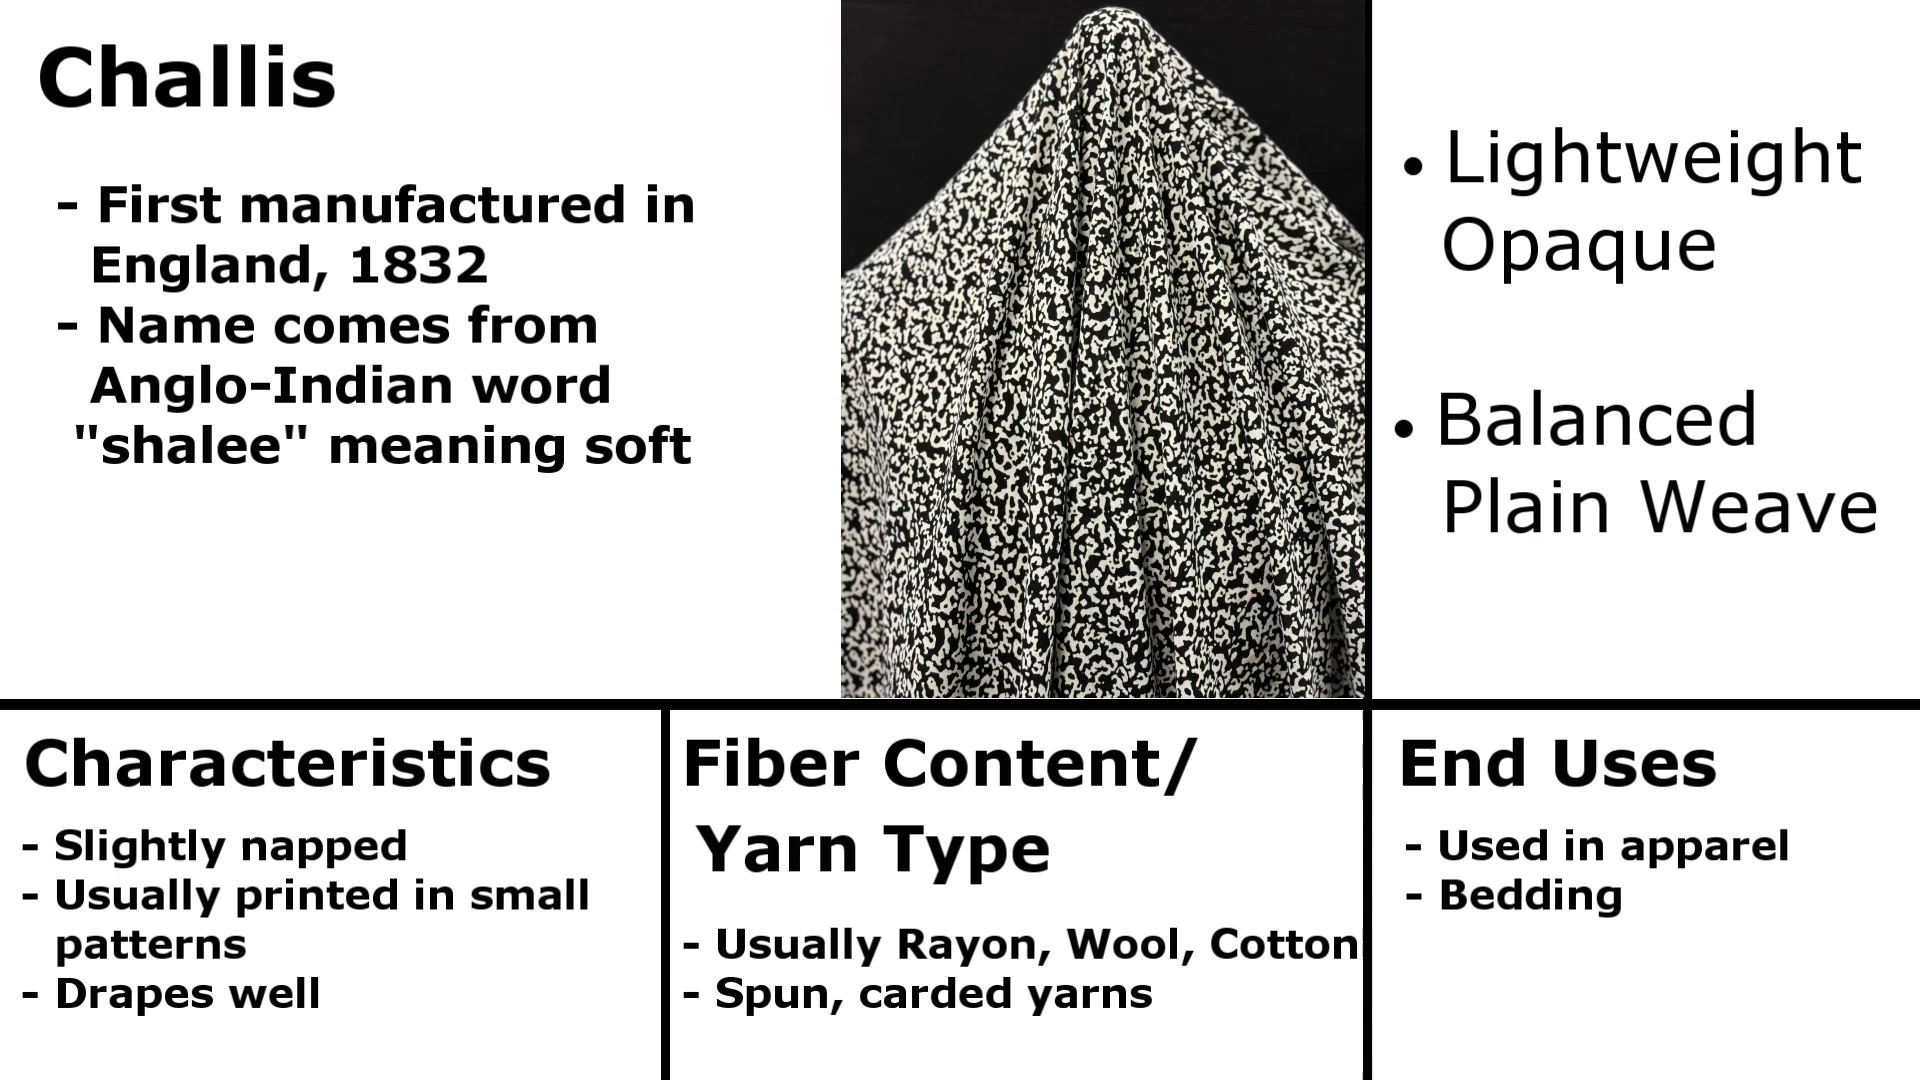 Challis
- First manufactured in
England, 1832
- Name comes from
Anglo-Indian word
"shalee" meaning soft
• Lightweight
Opaque
• Balanced
Plain Weave
Characteristics
- Slightly napped
- Usually printed in small
patterns
- Drapes well
Fiber Content/
Yarn Type
- Usually Rayon, Wool, Cotton
- Spun, carded yarns
End Uses
- Used in apparel
- Bedding